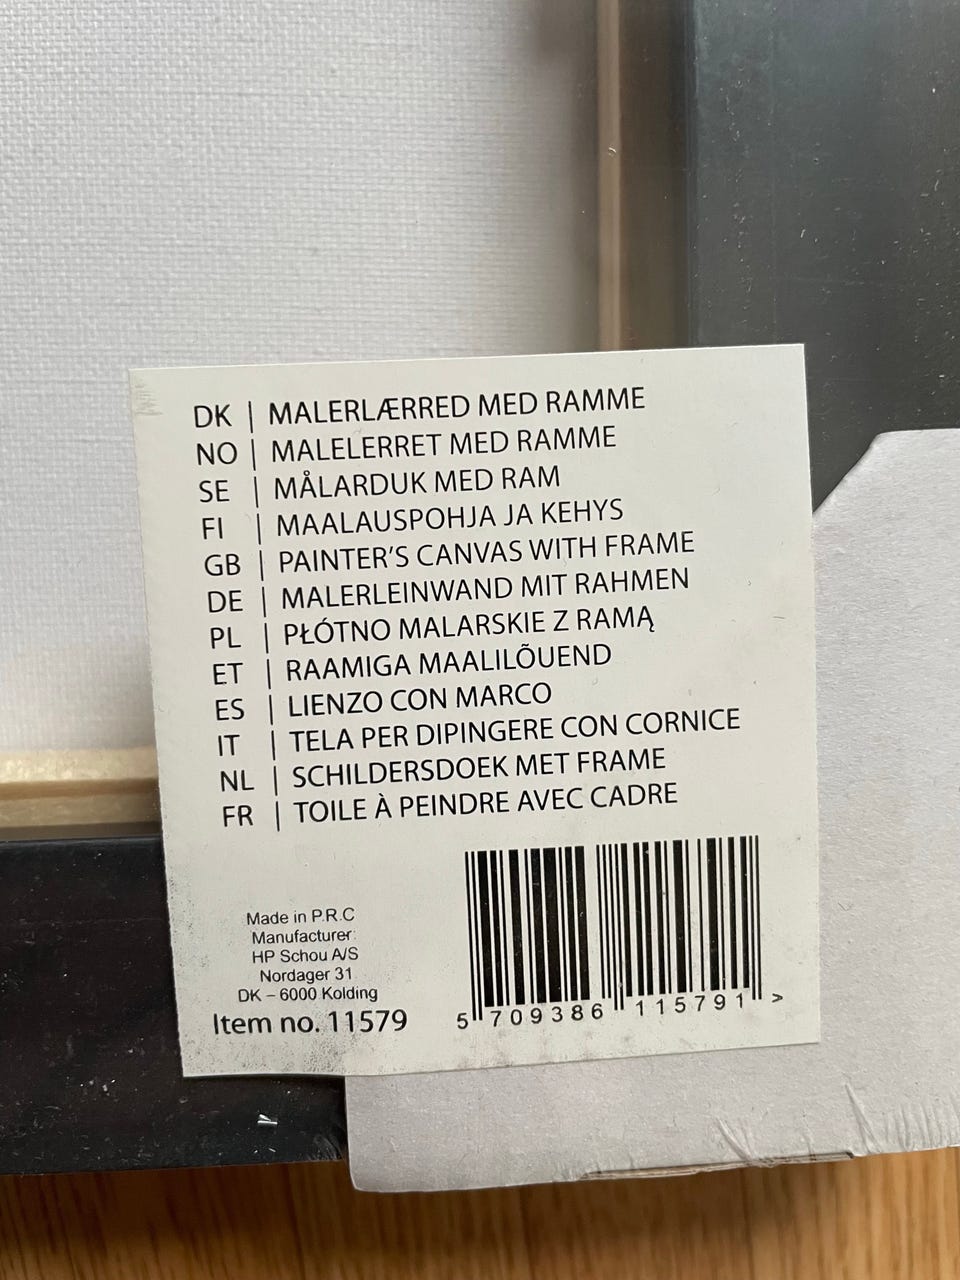 DK | MALERLÆRRED MED RAMME
NO | MALELERRET MED RAMME
SE | MÅLARDUK MED RAM
FI | MAALAUSPOHJA JA KEHYS
GB | PAINTER'S CANVAS WITH FRAME
DE | MALERLEINWAND MIT RAHMEN
PL | PŁÓTNO MALARSKIE Z RAMĄ
ET | RAAMIGA MAALILÕUEND
ES | LIENZO CON MARCO
IT | TELA PER DIPINGERE CON CORNICE
NL | SCHILDERSDOEK MET FRAME
FR | TOILE À PEINDRE AVEC CADRE
Made in P.R.C
Manufacturer:
HP Schou A/S
Nordager 31
DK – 6000 Kolding
Item no. 11579
5 709386 115791 >